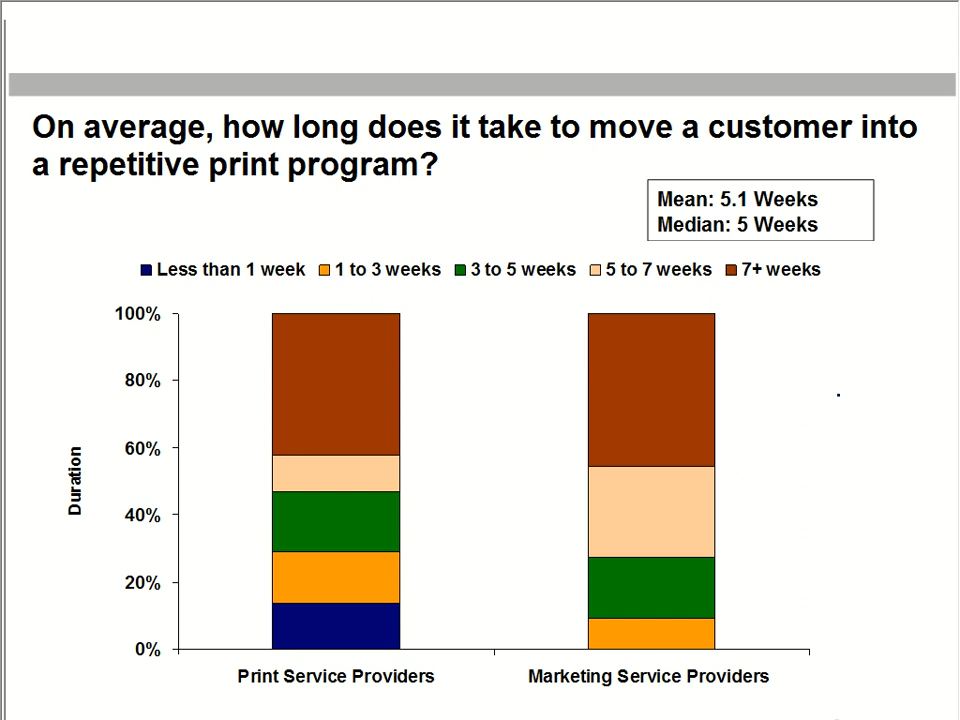 On average, how long does it take to move a customer into
a repetitive print program?
Mean: 5.1 Weeks
Median: 5 Weeks
Less than 1 week 1 to 3 weeks 3 to 5 weeks 5 to 7 weeks 7+ weeks
100%
80%
60%
40%
20%
0%
Duration
Print Service Providers Marketing Service Providers